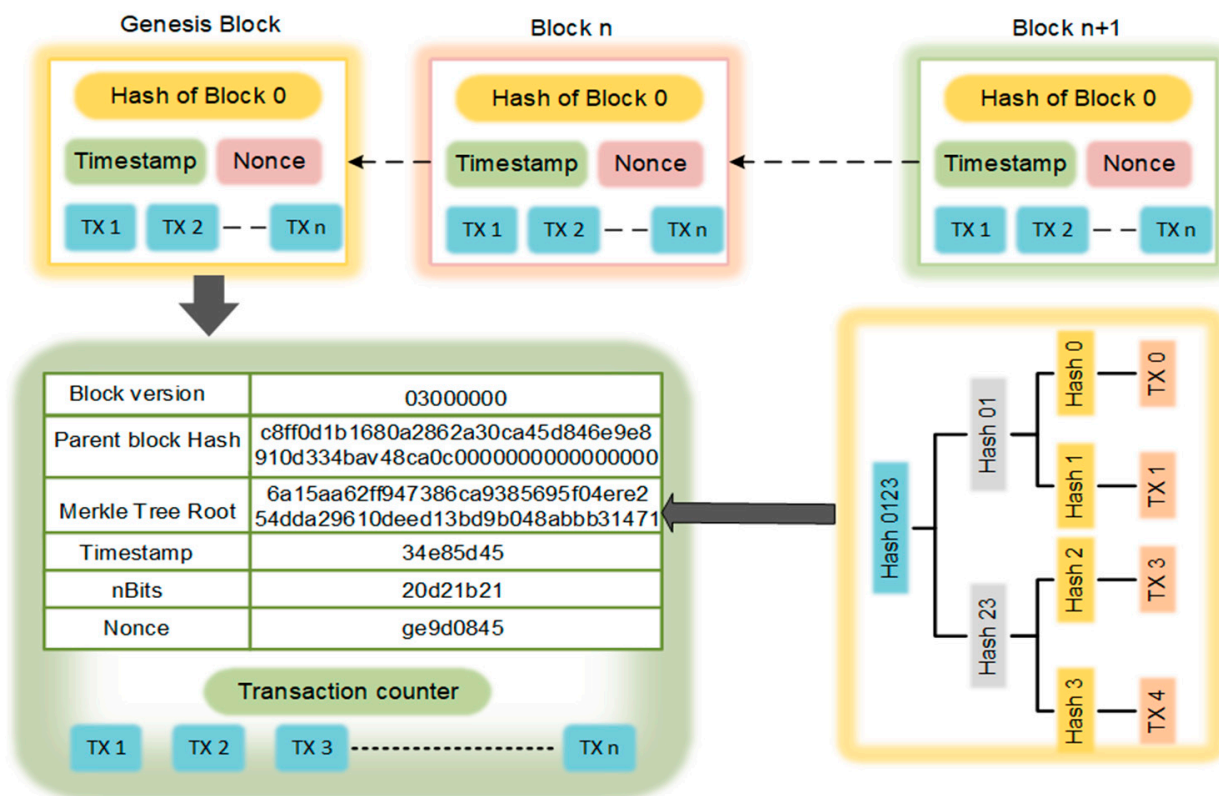 Genesis Block
Block n
Block n+1
Hash of Block 0
Hash of Block 0
Hash of Block 0
Timestamp Nonce
Timestamp Nonce
Timestamp Nonce
TX 1 TX 2 TX n
TX 1 TX 2 TX n
TX 1 TX 2 TX n
Block version 03000000
Parent block Hash c8ff0d1b1680a2862a30ca45d846e9e8
910d334bav48ca0c0000000000000000
Merkle Tree Root 6a15aa62ff947386ca9385695f04ere2
54dda29610deed13bd9b048abbb31471
Timestamp 34e85d45
nBits 20d21b21
Nonce ge9d0845
Transaction counter
TX 1 TX 2 TX 3 TX n
Hash 0123
Hash 01
Hash 23
Hash 0
Hash 1
Hash 2
Hash 3
TX 0
TX 1
TX 3
TX 4